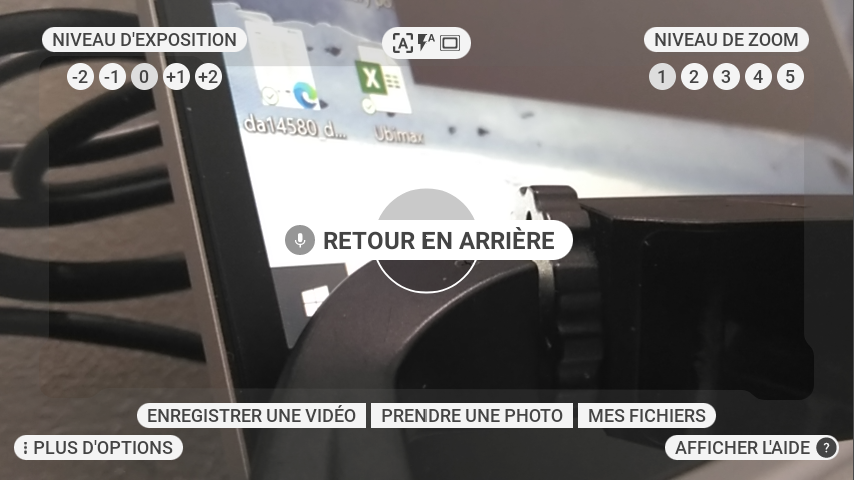 NIVEAU D'EXPOSITION
-2 -1 0 +1 +2
A
A
NIVEAU DE ZOOM
1 2 3 4 5
da14580_d...
Ubimax
RETOUR EN ARRIÈRE
ENREGISTRER UNE VIDÉO
PRENDRE UNE PHOTO
MES FICHIERS
PLUS D'OPTIONS
AFFICHER L'AIDE ?